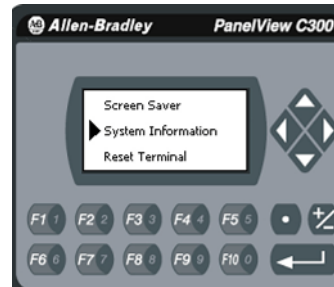 AB Allen-Bradley PanelView C300
Screen Saver
System Information
Reset Terminal
F1 1 F2 2 F3 3 F4 4 F5 5 • +/-
F6 6 F7 7 F8 8 F9 9 F10 0